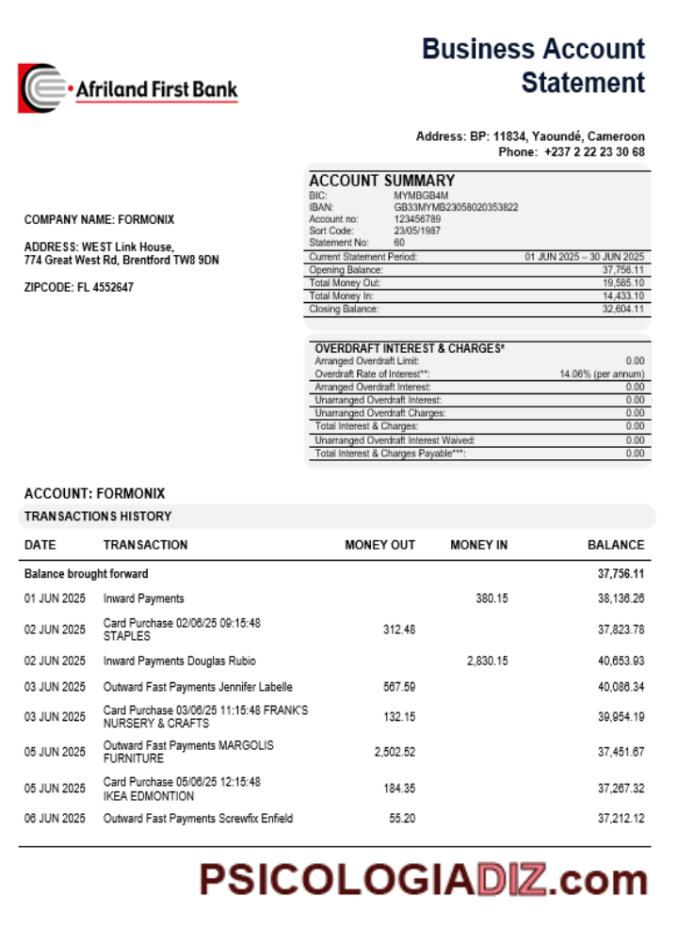 Business Account
Statement
Afriland First Bank
Address: BP: 11834, Yaoundé, Cameroon
Phone: +237 2 22 23 30 68
COMPANY NAME: FORMONIX
ADDRESS: WEST Link House,
774 Great West Rd, Brentford TW8 9DN
ZIPCODE: FL 4552647
ACCOUNT SUMMARY
BIC: MYMBGB4M
IBAN: GB33MYMB23058020353822
Account no: 123456789
Sort Code: 23/05/1987
Statement No: 60
Current Statement Period: 01 JUN 2025 – 30 JUN 2025
Opening Balance: 37,756.11
Total Money Out: 19,585.10
Total Money In: 14,433.10
Closing Balance: 32,604.11
OVERDRAFT INTEREST & CHARGES*
Arranged Overdraft Limit: 0.00
Overdraft Rate of Interest**: 14.06% (per annum)
Arranged Overdraft Interest: 0.00
Unarranged Overdraft Interest: 0.00
Unarranged Overdraft Charges: 0.00
Total Interest & Charges: 0.00
Unarranged Overdraft Interest Waived: 0.00
Total Interest & Charges Payable***: 0.00
ACCOUNT: FORMONIX
TRANSACTIONS HISTORY
DATE TRANSACTION MONEY OUT MONEY IN BALANCE
Balance brought forward 37,756.11
01 JUN 2025 Inward Payments 380.15 38,136.26
02 JUN 2025 Card Purchase 02/06/25 09:15:48
STAPLES 312.48 37,823.78
02 JUN 2025 Inward Payments Douglas Rubio 2,830.15 40,653.93
03 JUN 2025 Outward Fast Payments Jennifer Labelle 567.59 40,086.34
03 JUN 2025 Card Purchase 03/06/25 11:15:48 FRANK'S
NURSERY & CRAFTS 132.15 39,954.19
05 JUN 2025 Outward Fast Payments MARGOLIS
FURNITURE 2,502.52 37,451.67
05 JUN 2025 Card Purchase 05/06/25 12:15:48
IKEA EDMONTION 184.35 37,267.32
06 JUN 2025 Outward Fast Payments Screwfix Enfield 55.20 37,212.12
PSICOLOGIADIZ.com